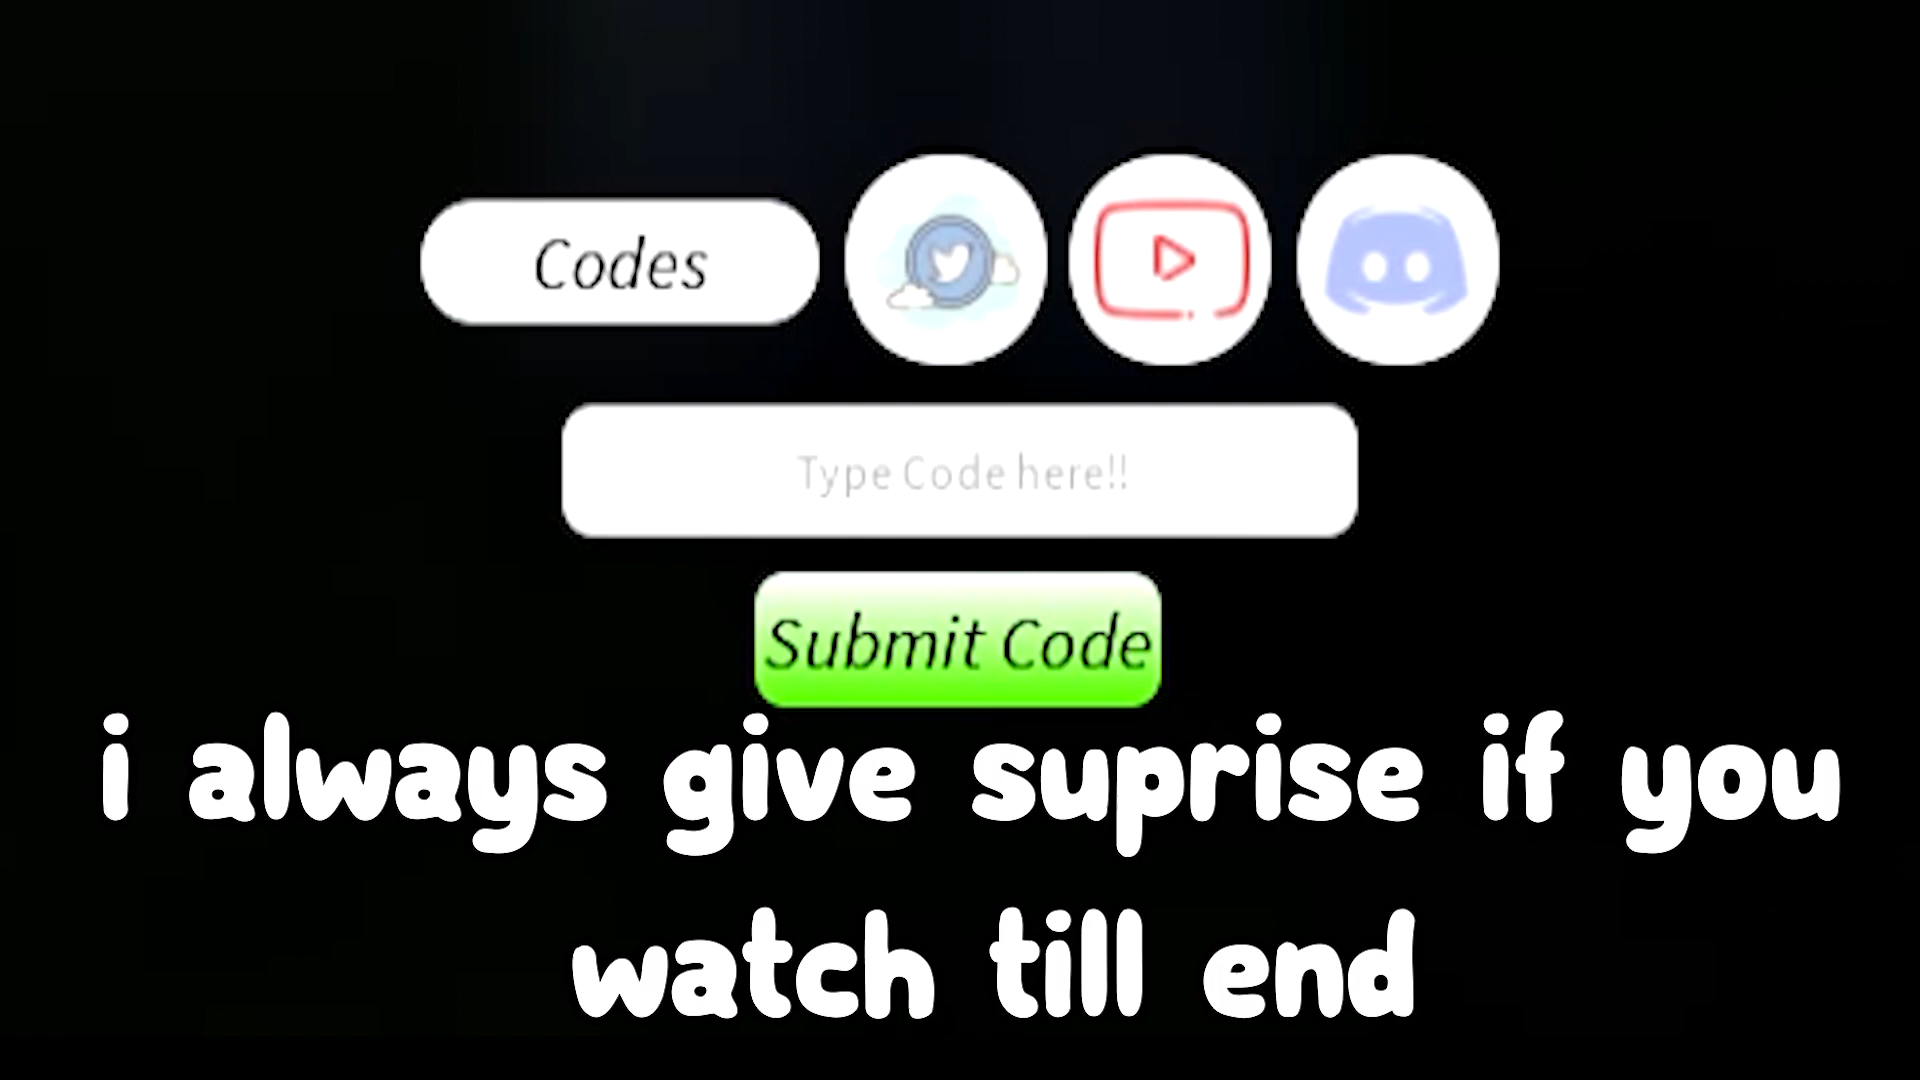 Codes
Type Code here!!
Submit Code
i always give suprise if you
watch till end